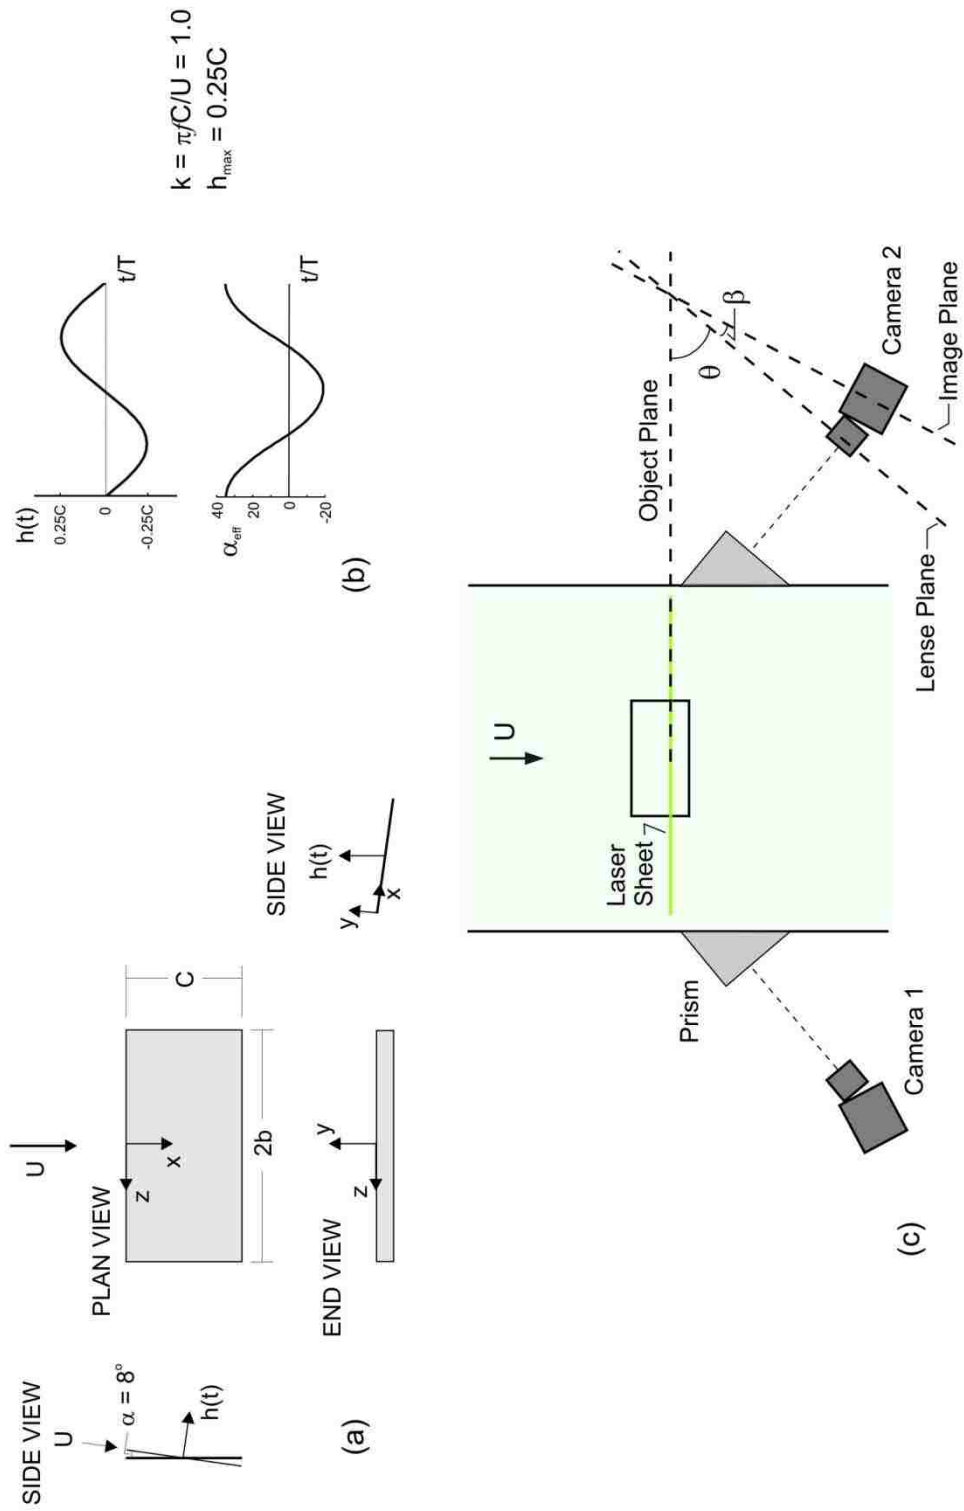 SIDE VIEW
U
α = 8°
h(t)
PLAN VIEW
U
z
x
C
2b
END VIEW
y
z
SIDE VIEW
y
x
h(t)
(a)
h(t)
0.25C
0
-0.25C
t/T
α_eff
40
20
0
-20
t/T
k = πfC/U = 1.0
h_max = 0.25C
(b)
U
Laser
Sheet
Object Plane
θ
β
Prism
Camera 1
Camera 2
Lense Plane
Image Plane
(c)